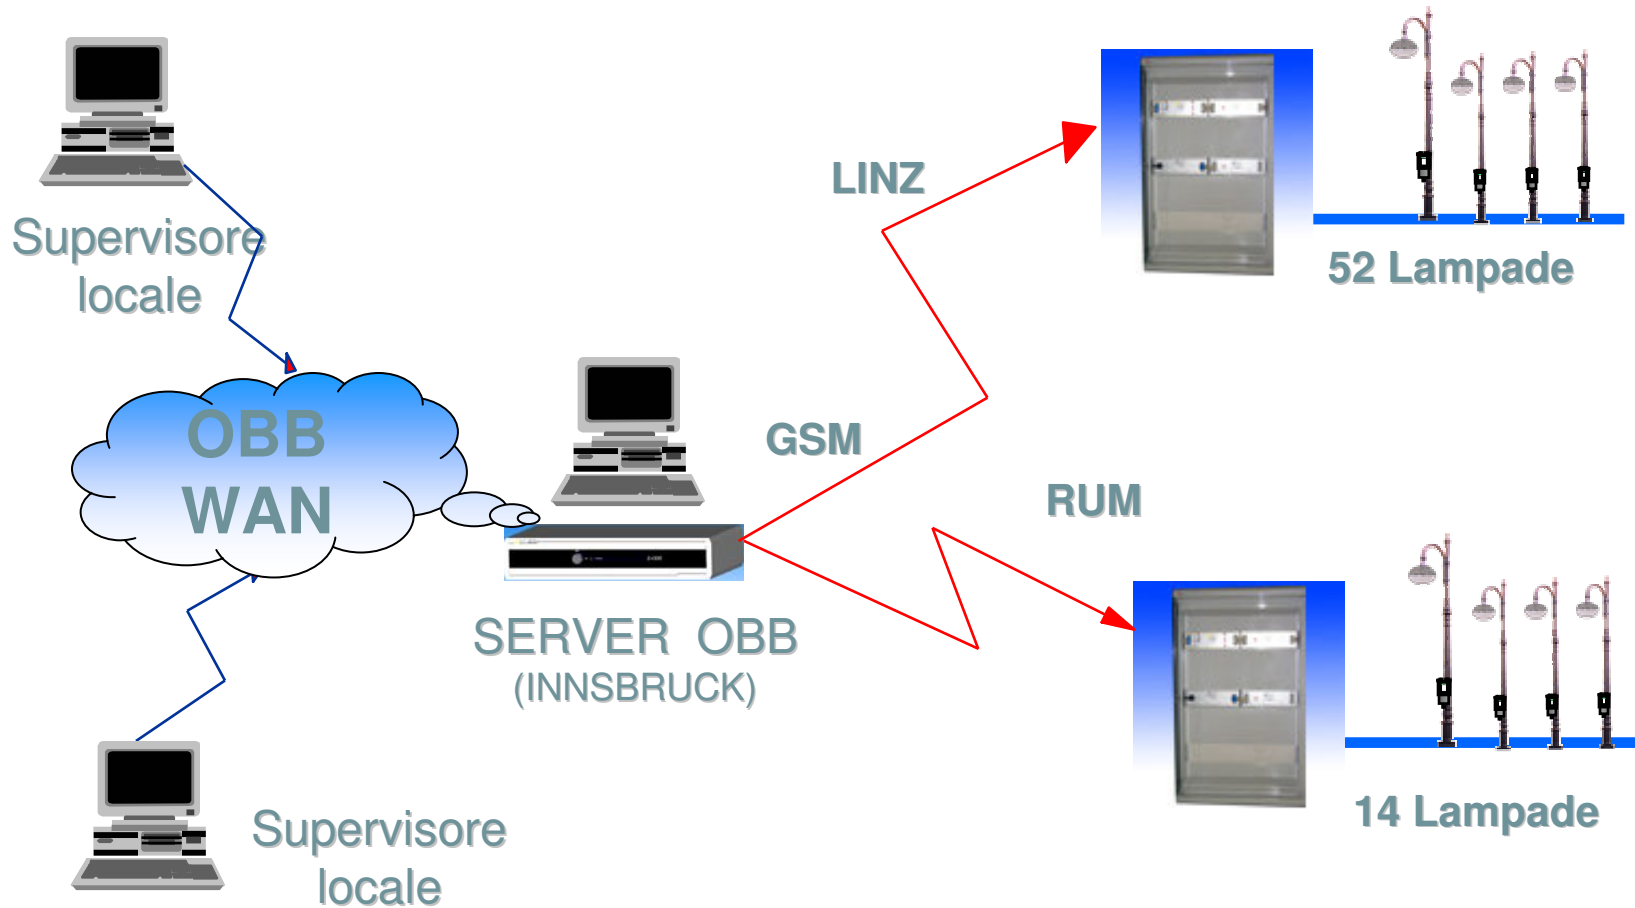 LINZ
52 Lampade
Supervisore
locale
OBB
WAN
GSM
RUM
SERVER OBB
(INNSBRUCK)
14 Lampade
Supervisore
locale